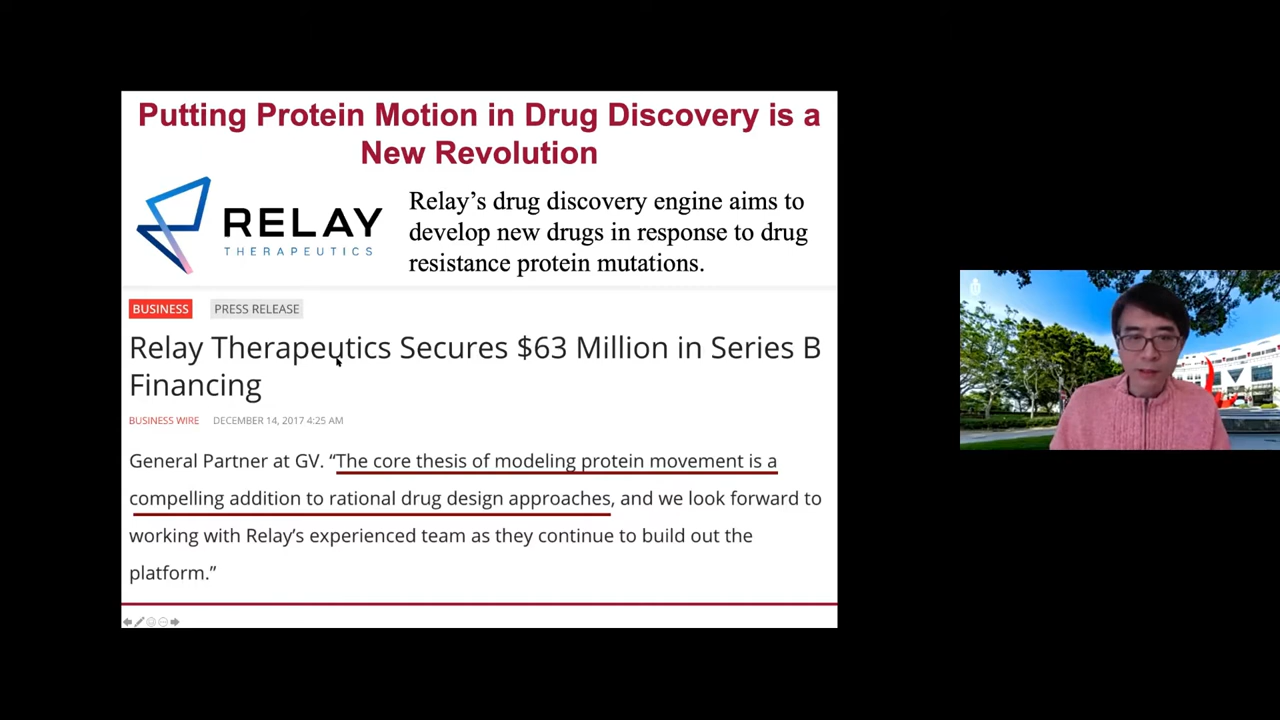 Putting Protein Motion in Drug Discovery is a
New Revolution
RELAY
THERAPEUTICS
Relay’s drug discovery engine aims to
develop new drugs in response to drug
resistance protein mutations.
BUSINESS PRESS RELEASE
Relay Therapeutics Secures $63 Million in Series B
Financing
BUSINESS WIRE DECEMBER 14, 2017 4:25 AM
General Partner at GV. “The core thesis of modeling protein movement is a
compelling addition to rational drug design approaches, and we look forward to
working with Relay’s experienced team as they continue to build out the
platform.”